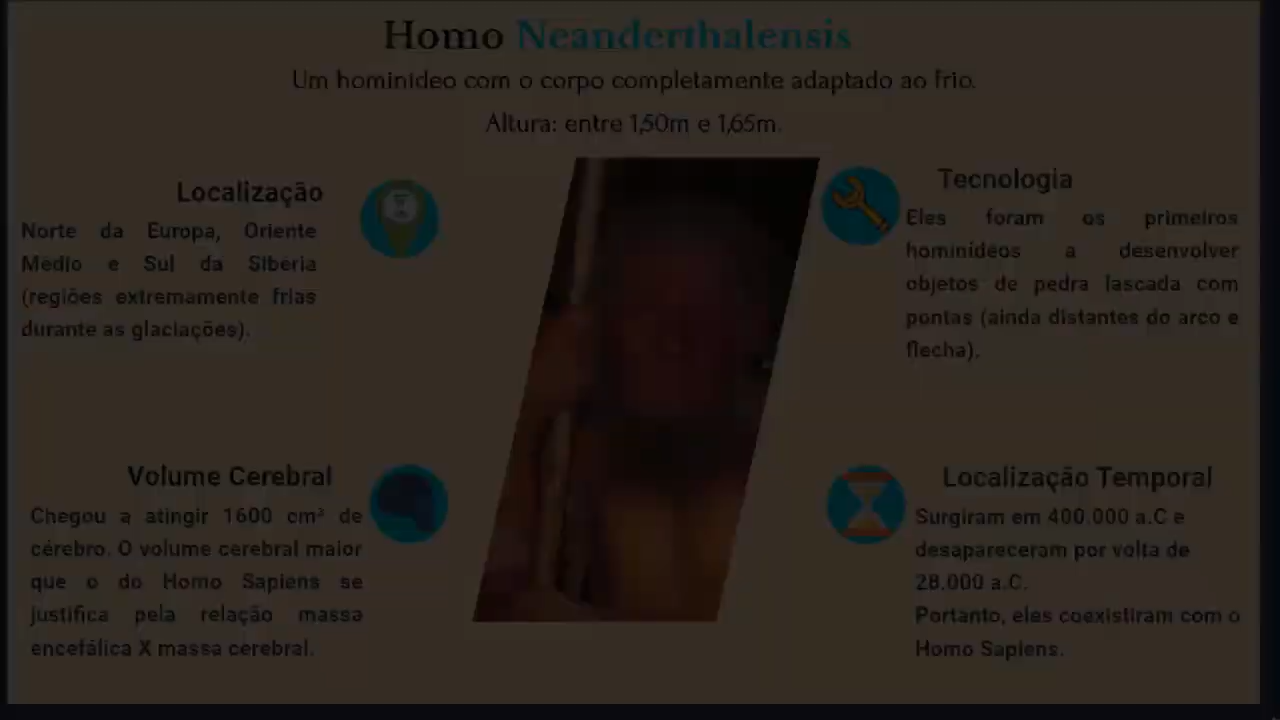 Homo Neanderthalensis
Um hominídeo com o corpo completamente adaptado ao frio.
Altura: entre 1,50m e 1,65m.
Localização
Norte da Europa, Oriente
Médio e Sul da Sibéria
(regiões extremamente frias
durante as glaciações).
Tecnologia
Eles foram os primeiros
hominídeos a desenvolver
objetos de pedra lascada com
pontas (ainda distantes do arco e
flecha).
Volume Cerebral
Chegou a atingir 1600 cm³ de
cérebro. O volume cerebral maior
que o do Homo Sapiens se
justifica pela relação massa
encefálica X massa cerebral.
Localização Temporal
Surgiram em 400.000 a.C e
desapareceram por volta de
28.000 a.C.
Portanto, eles coexistiram com o
Homo Sapiens.